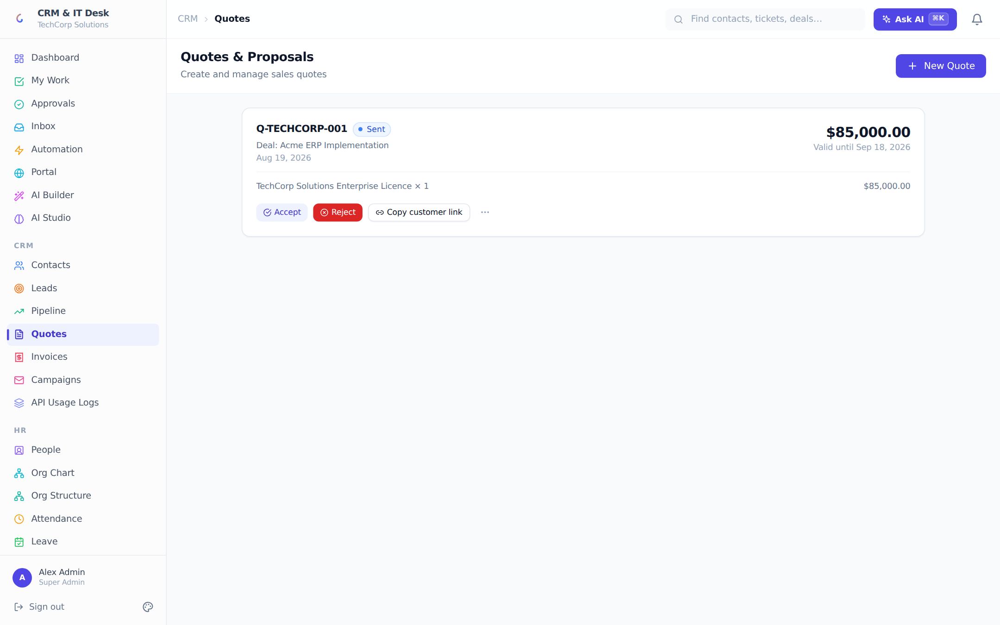 CRM & IT Desk
TechCorp Solutions
Dashboard
My Work
Approvals
Inbox
Automation
Portal
AI Builder
AI Studio
CRM
Contacts
Leads
Pipeline
Quotes
Invoices
Campaigns
API Usage Logs
HR
People
Org Chart
Org Structure
Attendance
Leave
A
Alex Admin
Super Admin
Sign out
CRM > Quotes
Find contacts, tickets, deals...
Ask AI ⌘K
Quotes & Proposals
Create and manage sales quotes
New Quote
Q-TECHCORP-001 Sent
$85,000.00
Deal: Acme ERP Implementation
Valid until Sep 18, 2026
Aug 19, 2026
TechCorp Solutions Enterprise Licence × 1 $85,000.00
Accept Reject Copy customer link